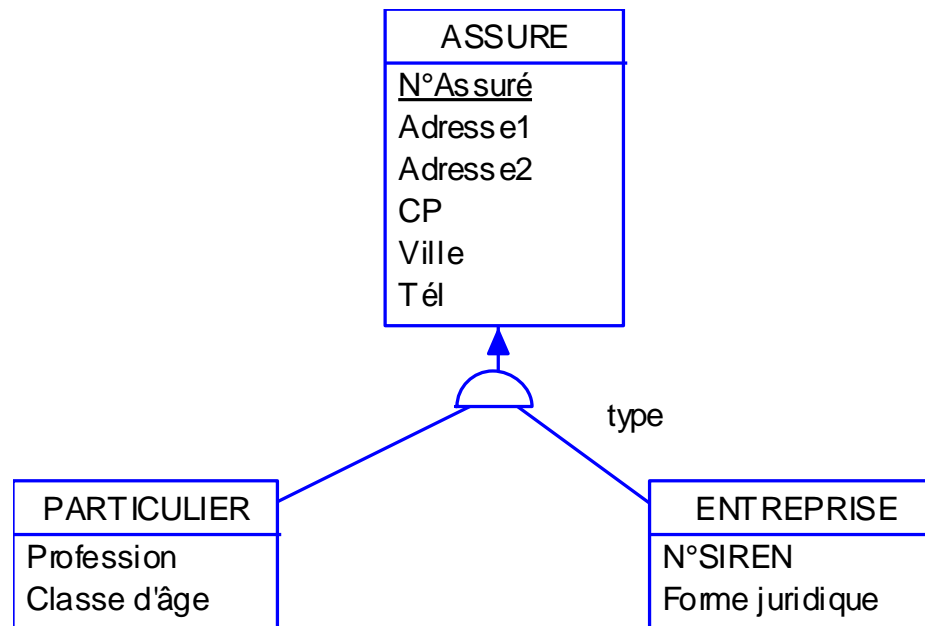 ASSURE
N°Assuré
Adresse1
Adresse2
CP
Ville
Tél
type
PARTICULIER
Profession
Classe d'âge
ENTREPRISE
N°SIREN
Forme juridique